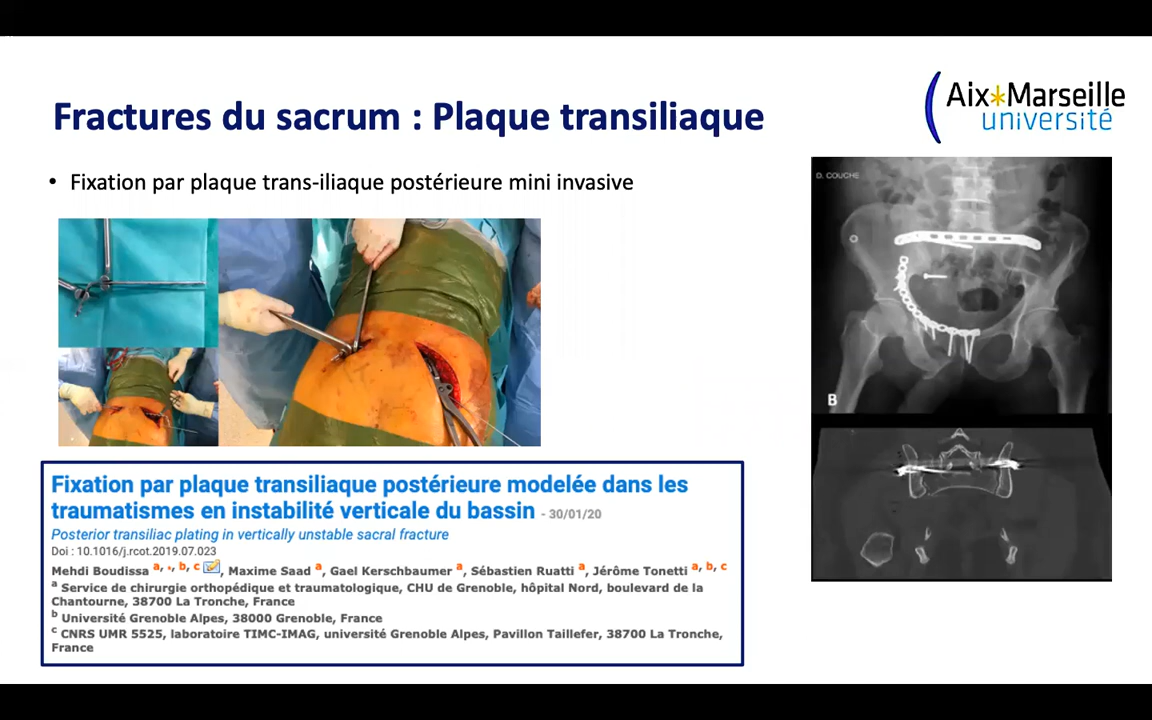 Fractures du sacrum : Plaque transiliaque
Aix*Marseille
université
• Fixation par plaque trans-iliaque postérieure mini invasive
D. COUCHE
B
Fixation par plaque transiliaque postérieure modelée dans les
traumatismes en instabilité verticale du bassin - 30/01/20
Posterior transiliac plating in vertically unstable sacral fracture
Doi : 10.1016/j.rcot.2019.07.023
Mehdi Boudissa a, *, b, c, Maxime Saad a, Gael Kerschbaumer a, Sébastien Ruatti a, Jérôme Tonetti a, b, c
a Service de chirurgie orthopédique et traumatologique, CHU de Grenoble, hôpital Nord, boulevard de la
Chantourne, 38700 La Tronche, France
b Université Grenoble Alpes, 38000 Grenoble, France
c CNRS UMR 5525, laboratoire TIMC-IMAG, université Grenoble Alpes, Pavillon Taillefer, 38700 La Tronche,
France